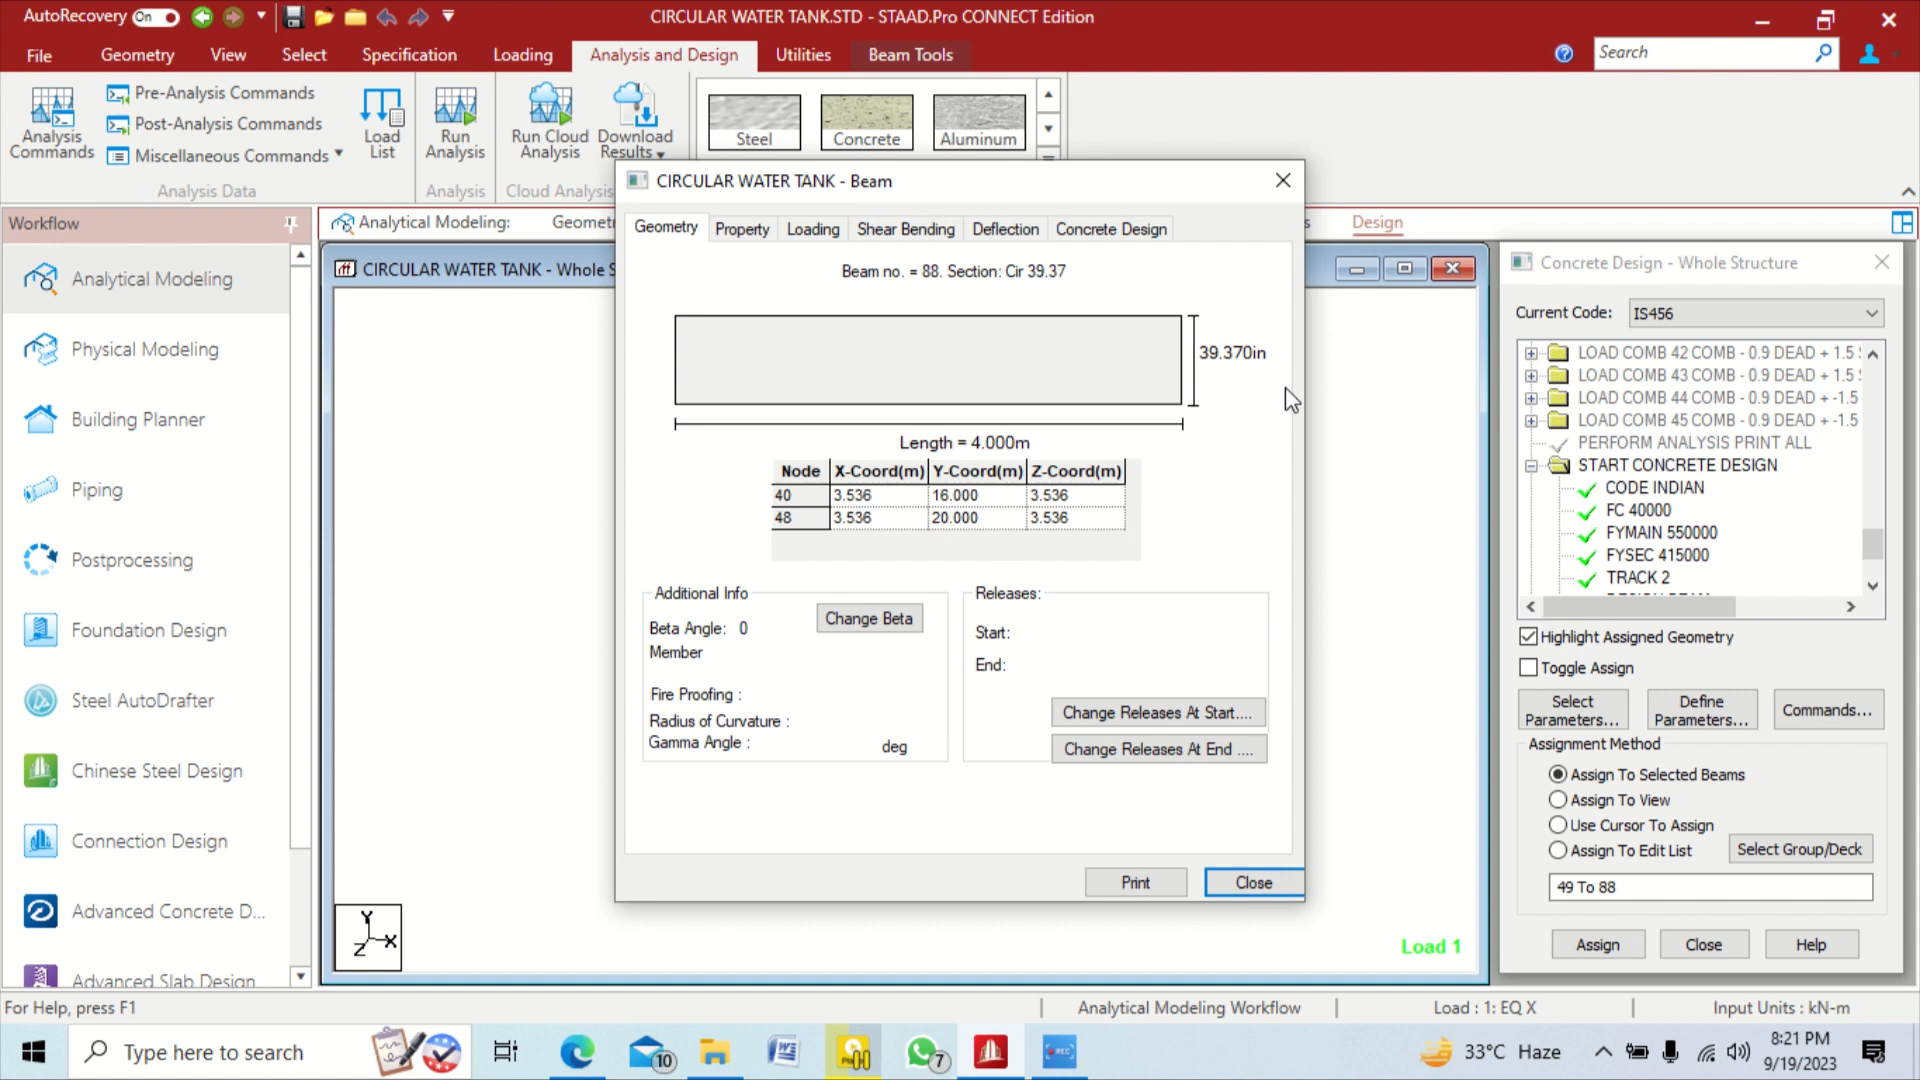 AutoRecovery On
CIRCULAR WATER TANK.STD - STAAD.Pro CONNECT Edition
File Geometry View Select Specification Loading Analysis and Design Utilities Beam Tools
Search
Analysis Commands
Pre-Analysis Commands
Post-Analysis Commands
Miscellaneous Commands
Load List
Run Analysis
Run Cloud Analysis
Download Results
Steel
Concrete
Aluminum
Analysis Data
Analysis
Cloud Analysis
Workflow
Analytical Modeling:
Design
Analytical Modeling
Physical Modeling
Building Planner
Piping
Postprocessing
Foundation Design
Steel AutoDrafter
Chinese Steel Design
Connection Design
Advanced Concrete D...
Advanced Slab Design
CIRCULAR WATER TANK - Whole S
CIRCULAR WATER TANK - Beam
Geometry Property Loading Shear Bending Deflection Concrete Design
Beam no. = 88. Section: Cir 39.37
39.370in
Length = 4.000m
Node X-Coord(m) Y-Coord(m) Z-Coord(m)
40 3.536 16.000 3.536
48 3.536 20.000 3.536
Additional Info
Beta Angle: 0
Change Beta
Member
Fire Proofing :
Radius of Curvature :
Gamma Angle :
deg
Releases:
Start:
End:
Change Releases At Start....
Change Releases At End ....
Print
Close
Y
Z
X
Load 1
Concrete Design - Whole Structure
Current Code: IS456
LOAD COMB 42 COMB - 0.9 DEAD + 1.5
LOAD COMB 43 COMB - 0.9 DEAD + 1.5
LOAD COMB 44 COMB - 0.9 DEAD + -1.5
LOAD COMB 45 COMB - 0.9 DEAD + -1.5
PERFORM ANALYSIS PRINT ALL
START CONCRETE DESIGN
CODE INDIAN
FC 40000
FYMAIN 550000
FYSEC 415000
TRACK 2
Highlight Assigned Geometry
Toggle Assign
Select Parameters...
Define Parameters...
Commands...
Assignment Method
Assign To Selected Beams
Assign To View
Use Cursor To Assign
Assign To Edit List
Select Group/Deck
49 To 88
Assign
Close
Help
For Help, press F1
Analytical Modeling Workflow
Load : 1: EQ X
Input Units : kN-m
Type here to search
10
7
REC
33°C Haze
8:21 PM
9/19/2023